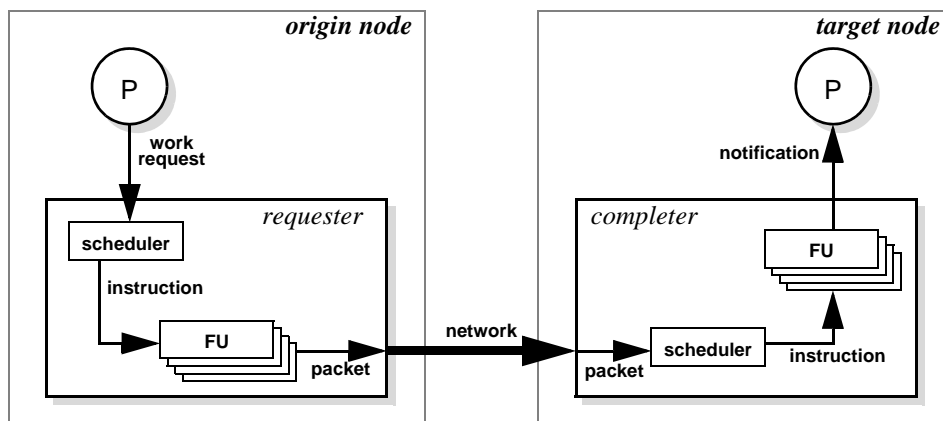 origin node
P
work
request
requester
scheduler
instruction
FU
packet
network
target node
P
notification
completer
FU
packet
scheduler
instruction